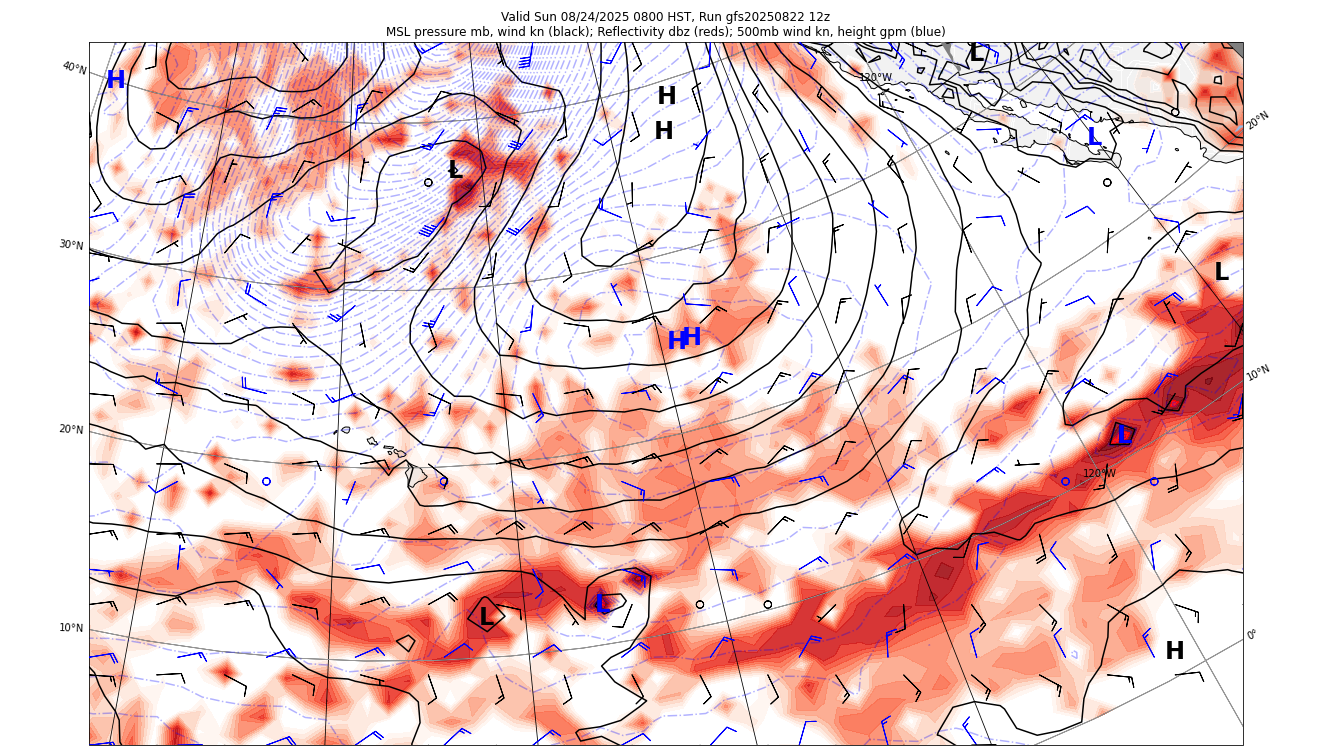 Valid Sun 08/24/2025 0800 HST, Run gfs20250822 12z
MSL pressure mb, wind kn (black); Reflectivity dbz (reds); 500mb wind kn, height gpm (blue)
L
40°N
H
120°W
H
20°N
H
L
L
30°N
L
H
H
10°N
20°N
L
120°W
L
L
10°N
0°
H